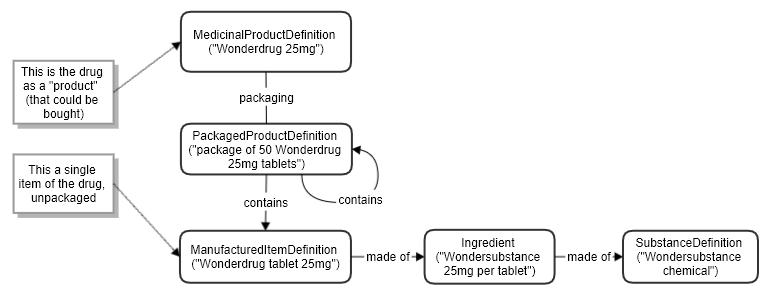 MedicinalProductDefinition
("Wonderdrug 25mg")
This is the drug
as a "product"
(that could be
bought)
packaging
PackagedProductDefinition
("package of 50 Wonderdrug
25mg tablets")
This a single
item of the drug,
unpackaged
contains
contains
ManufacturedItemDefinition
("Wonderdrug tablet 25mg")
made of
Ingredient
("Wondersubstance
25mg per tablet")
made of
SubstanceDefinition
("Wondersubstance
chemical")